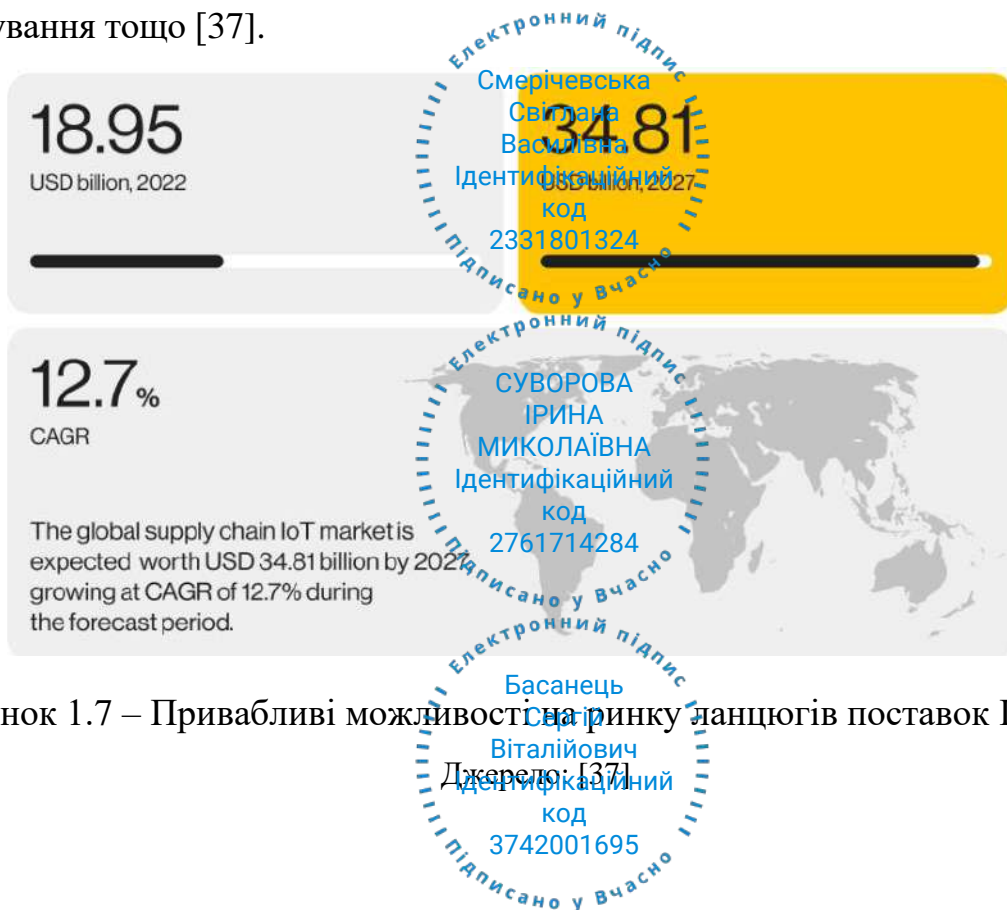 ування тощо [37].
18.95
USD billion, 2022
34.81
USD billion, 2027
12.7%
CAGR
The global supply chain IoT market is
expected worth USD 34.81 billion by 2027,
growing at CAGR of 12.7% during
the forecast period.
Електронний підпис
Смерічевська
Світлана
Василівна
Ідентифікаційний
код
2331801324
Підписано у Вчасно
Електронний підпис
СУВОРОВА
ІРИНА
МИКОЛАЇВНА
Ідентифікаційний
код
2761714284
Підписано у Вчасно
нок 1.7 – Привабливі можливості на ринку ланцюгів поставок
Джерело: [37]
Електронний підпис
Басанець
Сергій
Віталійович
Ідентифікаційний
код
3742001695
Підписано у Вчасно